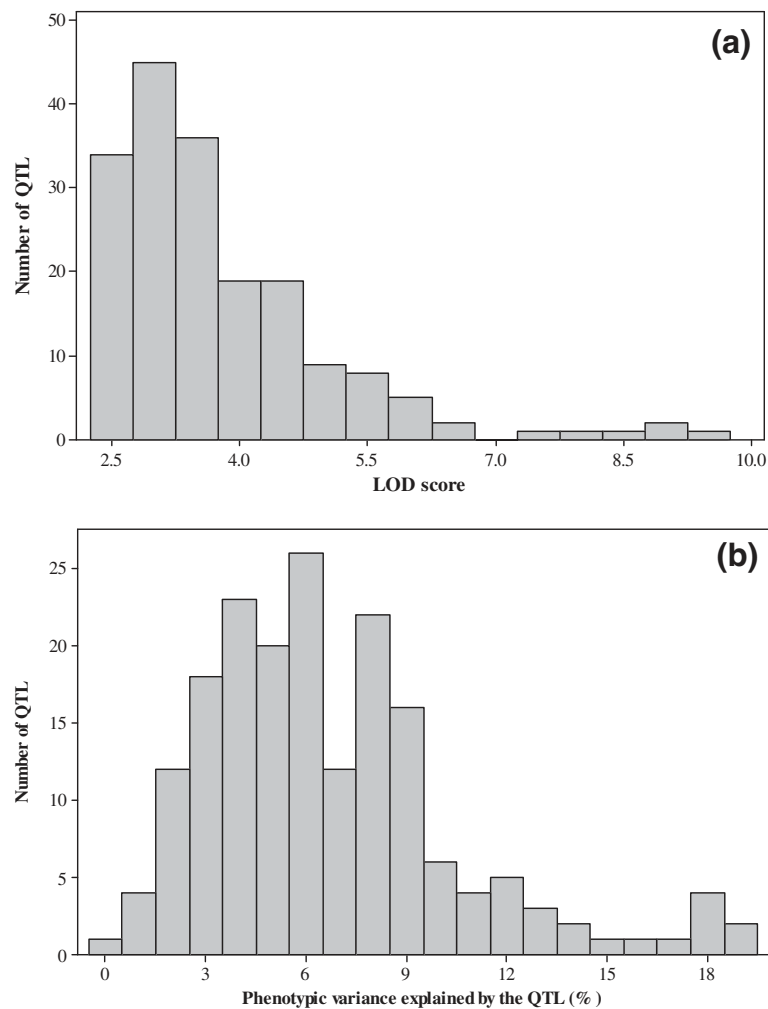 (a)
50
40
30
20
10
0
Number of QTL
2.5 4.0 5.5 7.0 8.5 10.0
LOD score
(b)
25
20
15
10
5
0
Number of QTL
0 3 6 9 12 15 18
Phenotypic variance explained by the QTL (% )